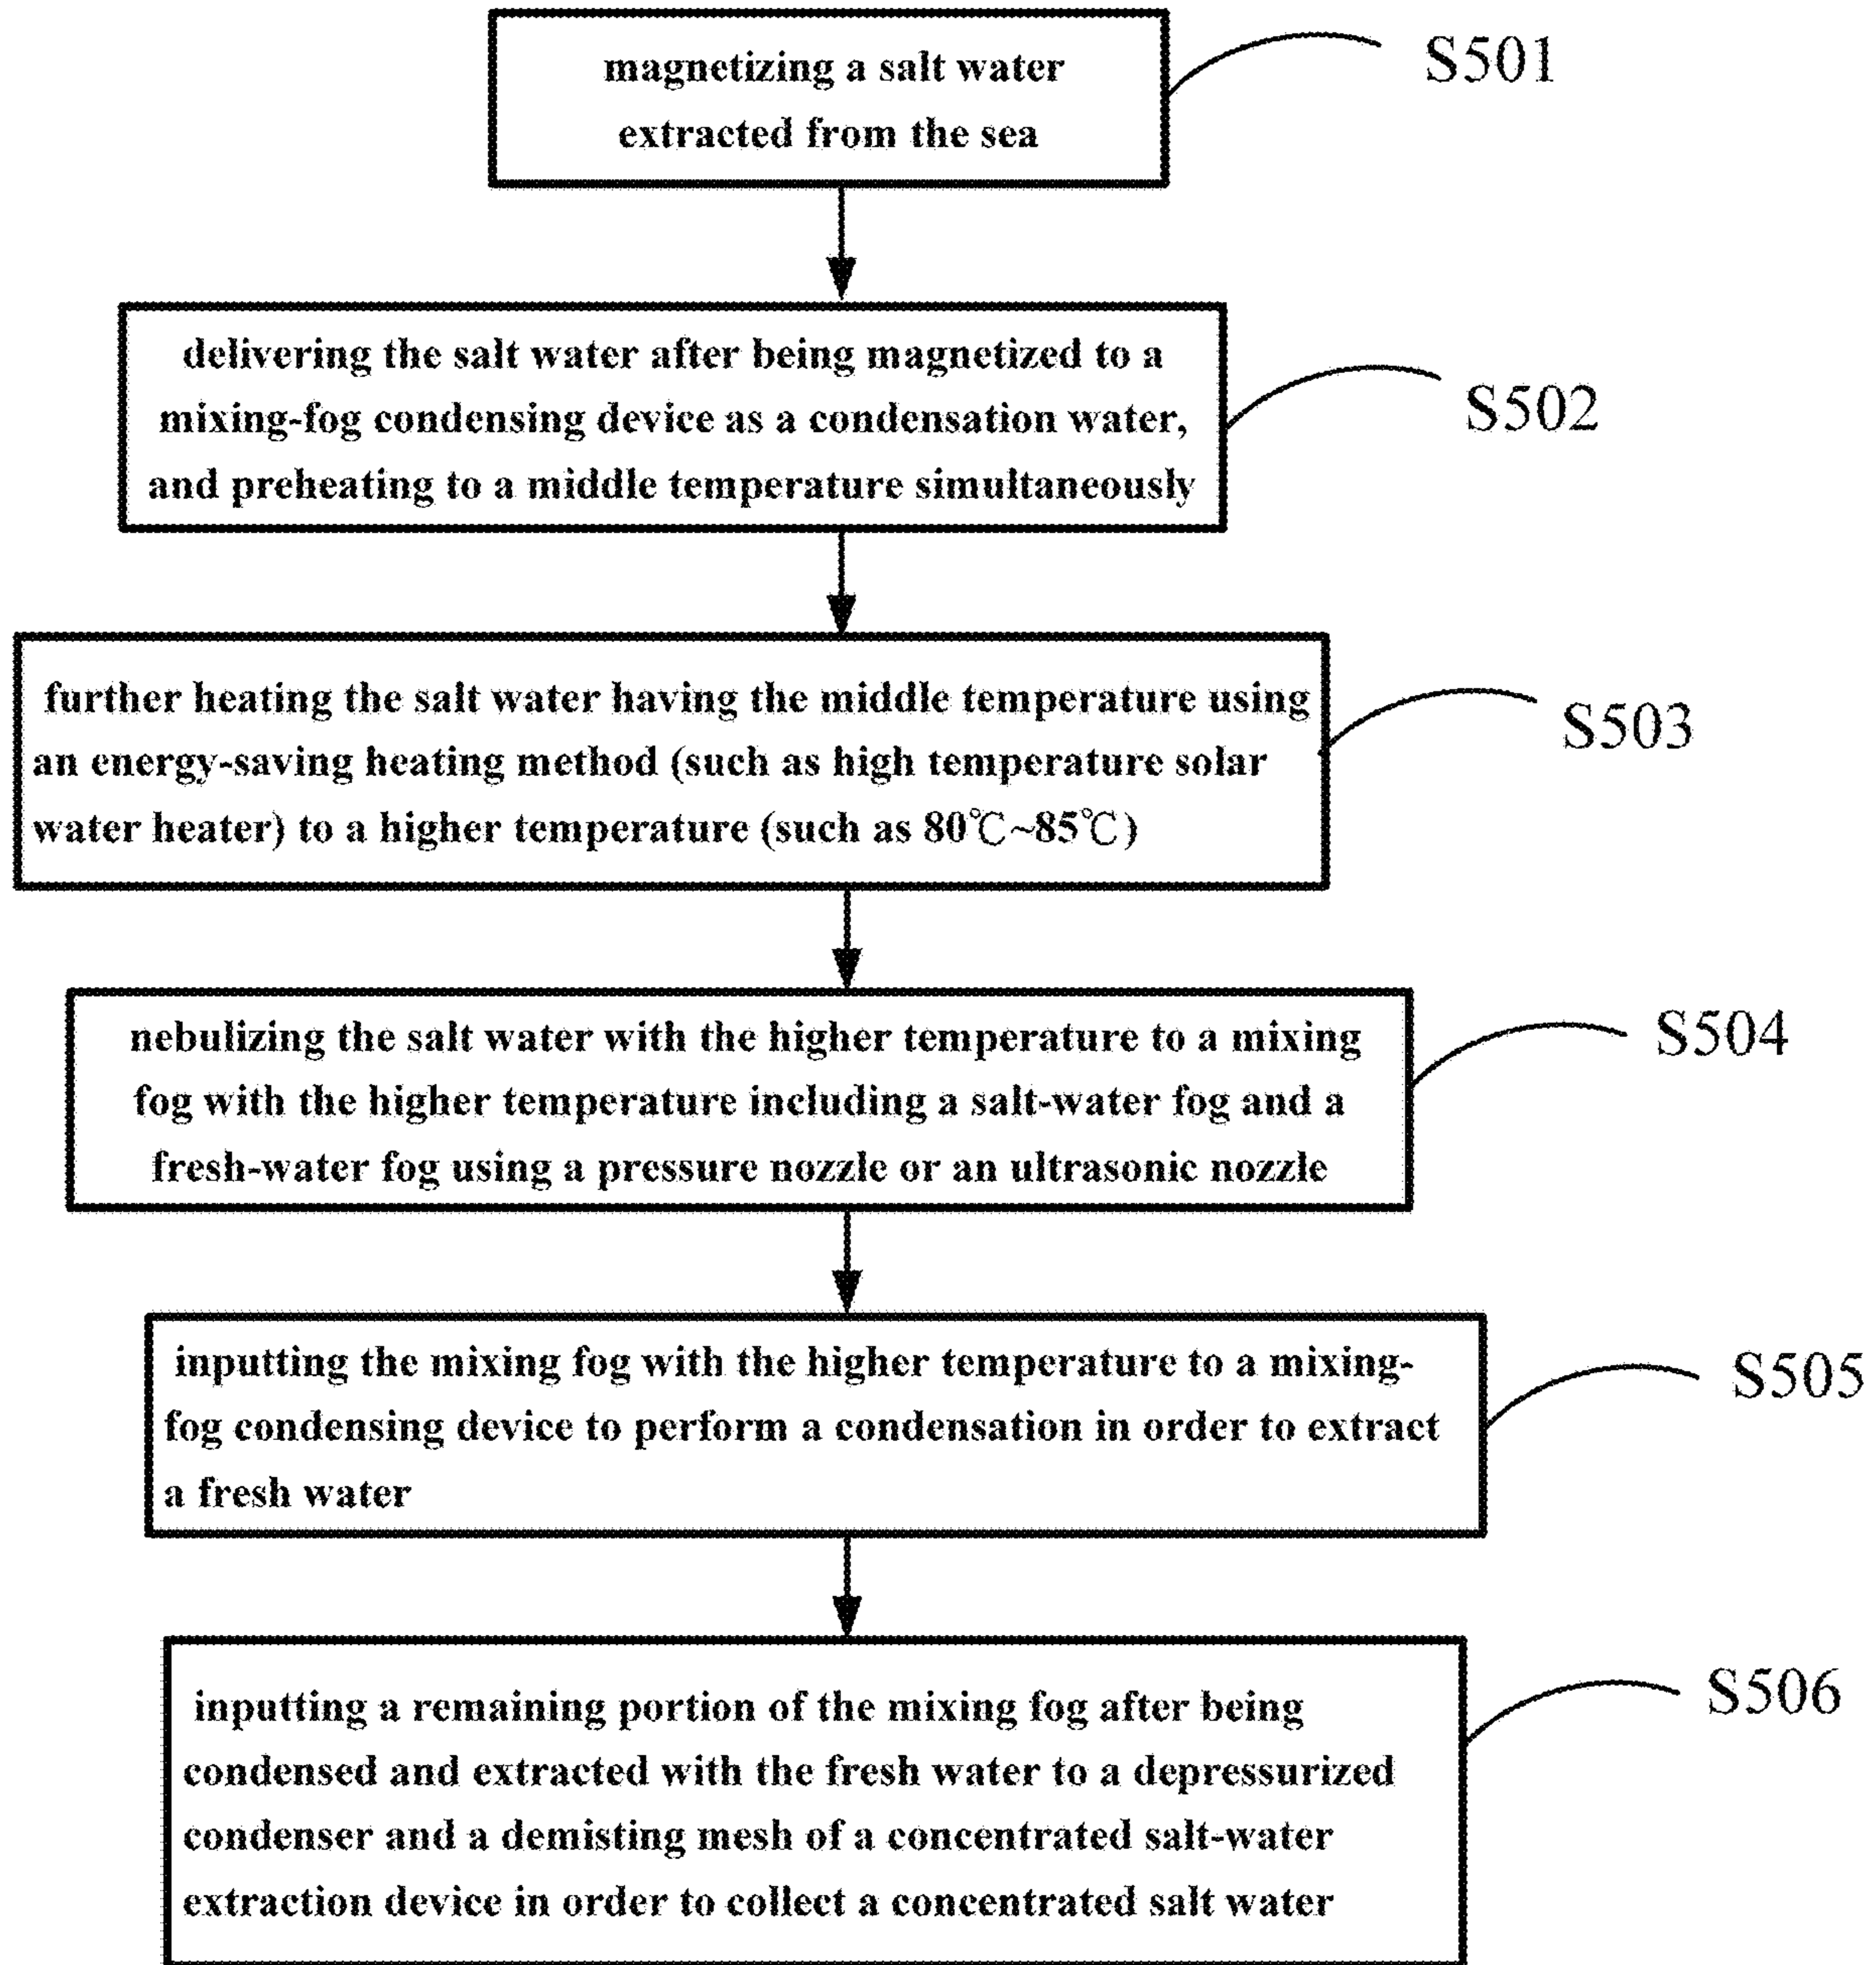 magnetizing a salt water
extracted from the sea
S501
delivering the salt water after being magnetized to a
mixing-fog condensing device as a condensation water,
and preheating to a middle temperature simultaneously
S502
further heating the salt water having the middle temperature using
an energy-saving heating method (such as high temperature solar
water heater) to a higher temperature (such as 80℃~85℃)
S503
nebulizing the salt water with the higher temperature to a mixing
fog with the higher temperature including a salt-water fog and a
fresh-water fog using a pressure nozzle or an ultrasonic nozzle
S504
inputting the mixing fog with the higher temperature to a mixing-
fog condensing device to perform a condensation in order to extract
a fresh water
S505
inputting a remaining portion of the mixing fog after being
condensed and extracted with the fresh water to a depressurized
condenser and a demisting mesh of a concentrated salt-water
extraction device in order to collect a concentrated salt water
S506